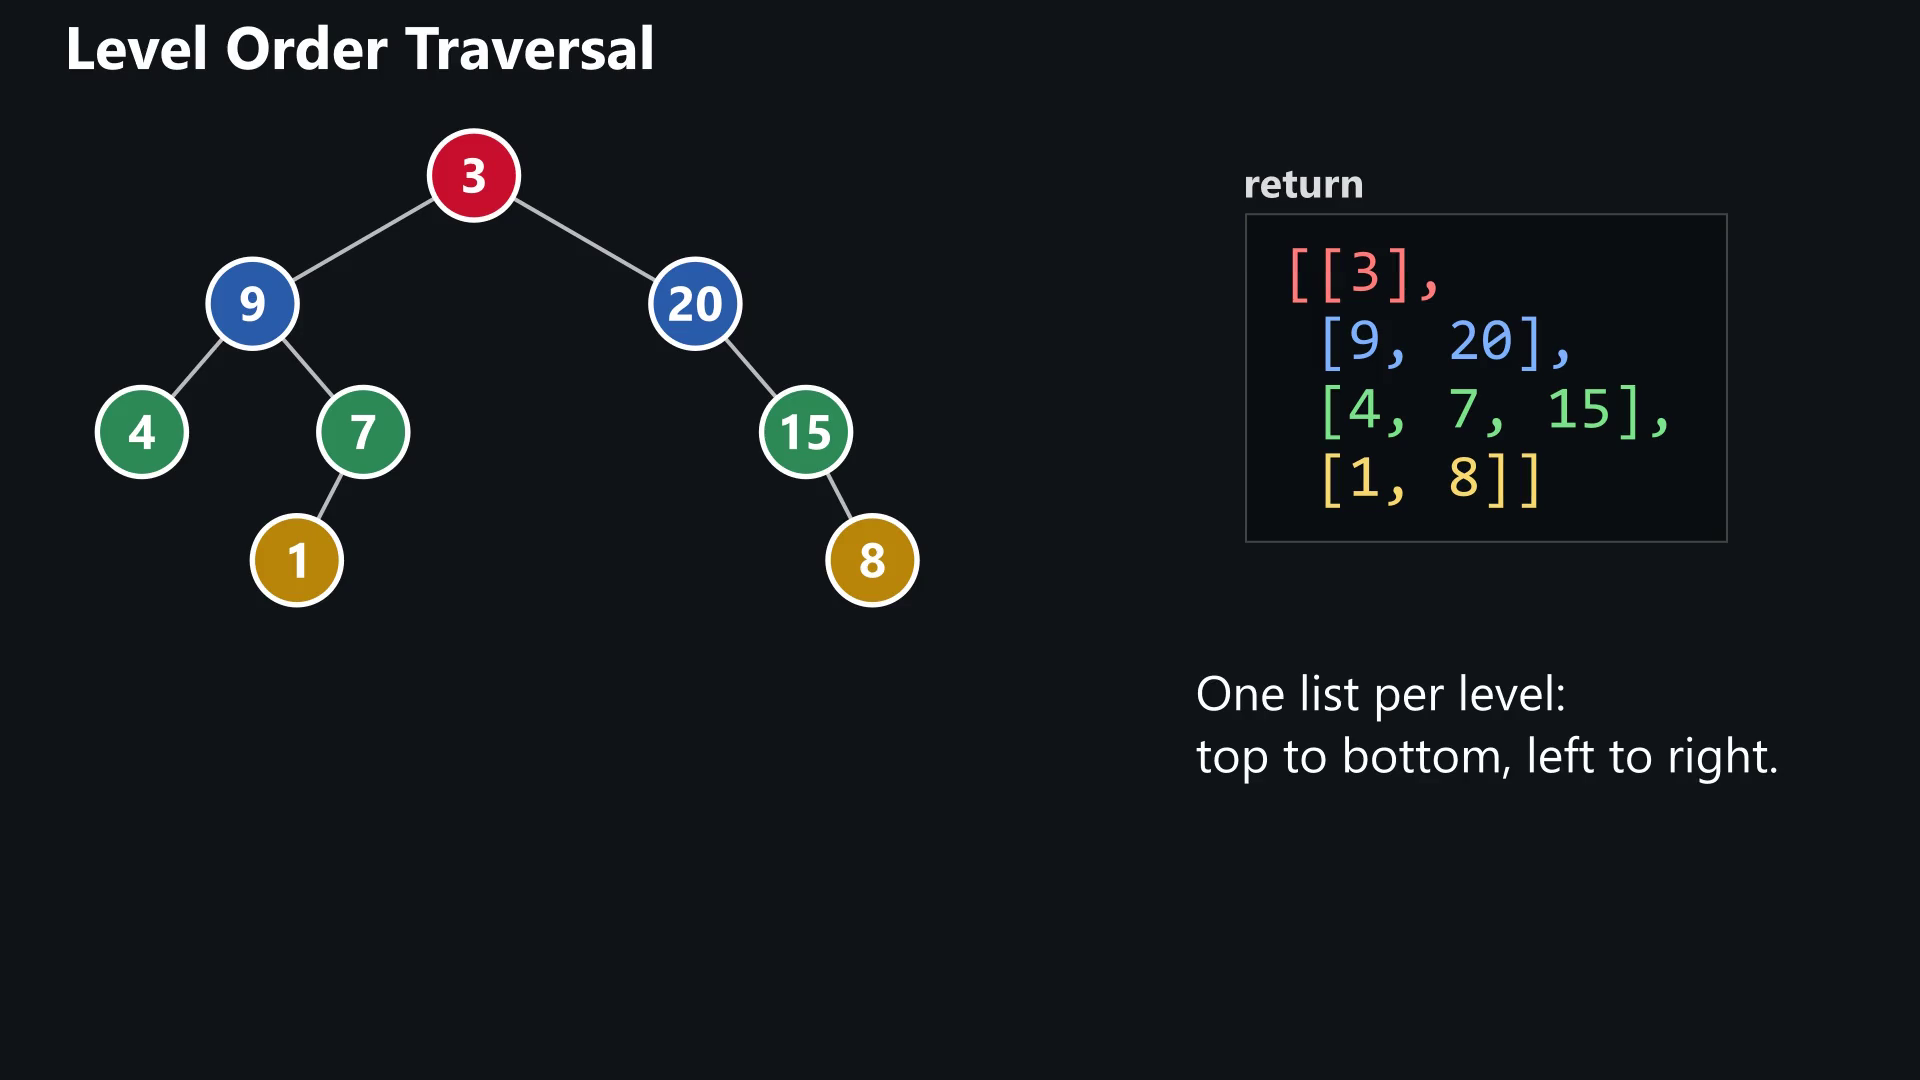 Level Order Traversal
3
9
20
4
7
15
1
8
return
[[3],
[9, 20],
[4, 7, 15],
[1, 8]]
One list per level:
top to bottom, left to right.